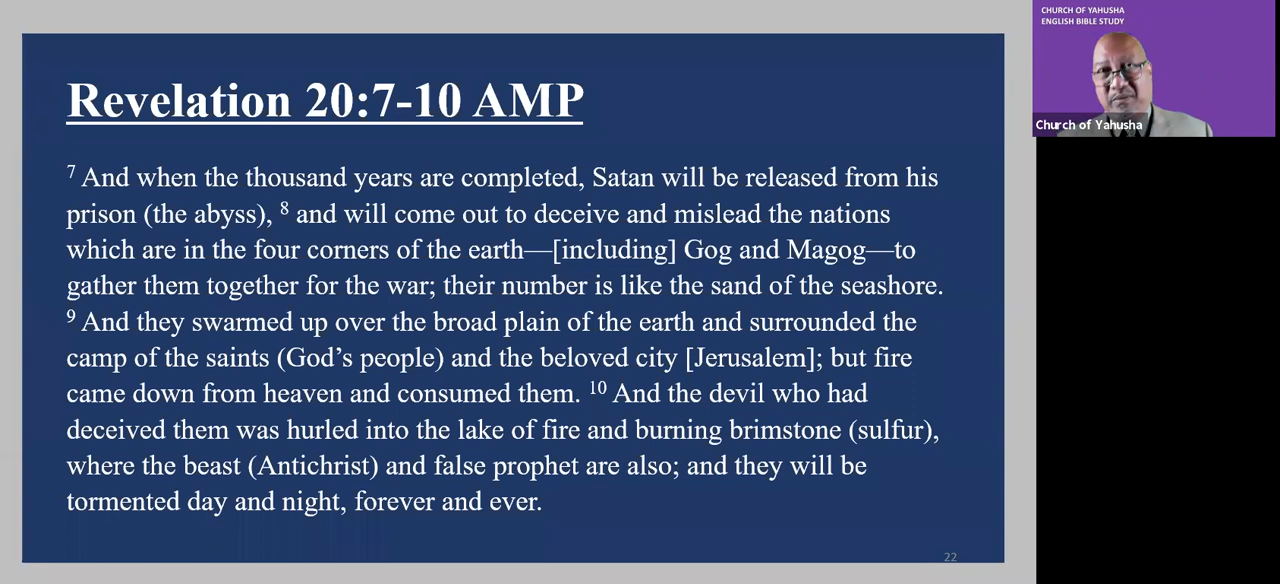 Revelation 20:7-10 AMP
7 And when the thousand years are completed, Satan will be released from his
prison (the abyss), 8 and will come out to deceive and mislead the nations
which are in the four corners of the earth—[including] Gog and Magog—to
gather them together for the war; their number is like the sand of the seashore.
9 And they swarmed up over the broad plain of the earth and surrounded the
camp of the saints (God’s people) and the beloved city [Jerusalem]; but fire
came down from heaven and consumed them. 10 And the devil who had
deceived them was hurled into the lake of fire and burning brimstone (sulfur),
where the beast (Antichrist) and false prophet are also; and they will be
tormented day and night, forever and ever.
22
CHURCH OF YAHUSHA
ENGLISH BIBLE STUDY
Church of Yahusha